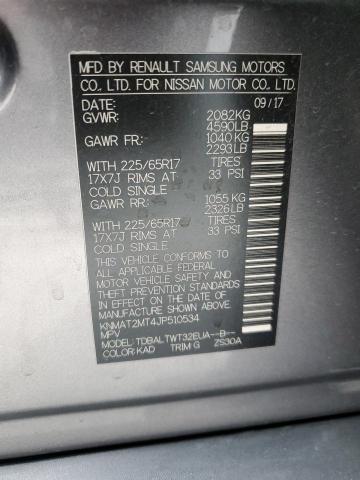 MFD BY RENAULT SAMSUNG MOTORS
CO., LTD. FOR NISSAN MOTOR CO., LTD.
DATE: 09/17
GVWR: 2082KG
4590LB
GAWR FR: 1040KG
2293LB
WITH 225/65R17 TIRES
17X7J RIMS AT 33 PSI
COLD SINGLE
GAWR RR: 1055 KG
2326LB
WITH 225/65R17 TIRES
17X7J RIMS AT 33 PSI
COLD SINGLE
THIS VEHICLE CONFORMS TO ALL
APPLICABLE U.S. FEDERAL
MOTOR VEHICLE SAFETY AND
THEFT PREVENTION STANDARDS
IN EFFECT ON THE DATE OF
MANUFACTURE SHOWN ABOVE.
KNMAT2MT4JP510534
MPV
MODEL: TDBALTWT32EUA--B--
COLOR: KAD TRIM: G ZS30A